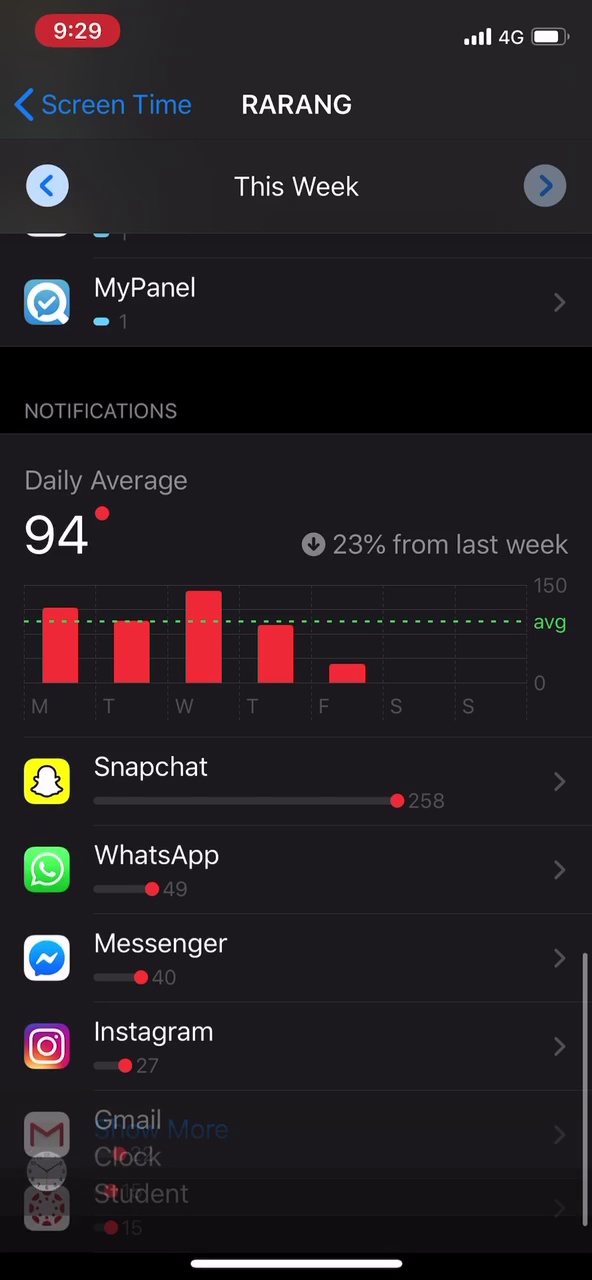 9:29
4G
Screen Time
RARANG
This Week
MyPanel
1
NOTIFICATIONS
Daily Average
94
23% from last week
150
avg
0
M T W T F S S
Snapchat
258
WhatsApp
49
Messenger
40
Instagram
27
Gmail
Show More
Clock
Student
15